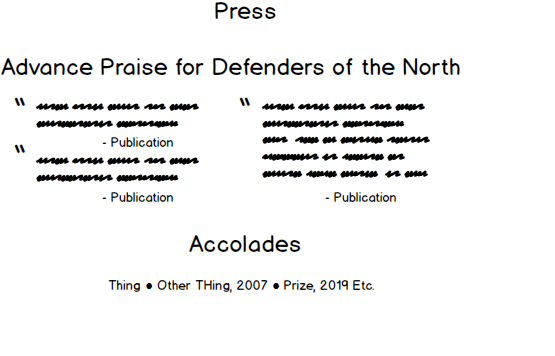 Press
Advance Praise for Defenders of the North
"
- Publication
"
- Publication
"
- Publication
Accolades
Thing ● Other THing, 2007 ● Prize, 2019 Etc.